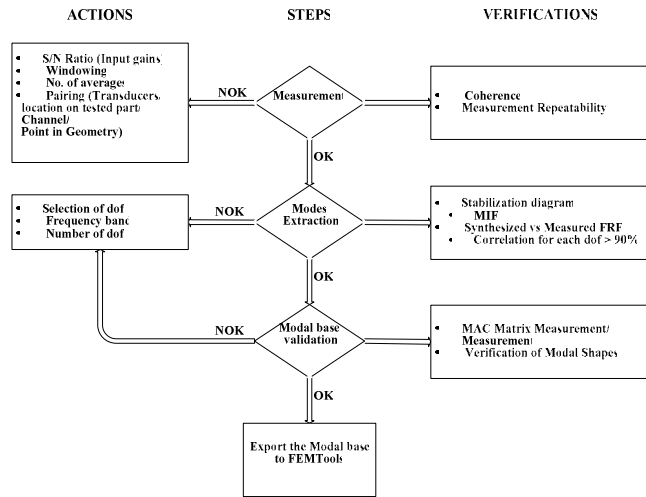 ACTIONS
STEPS
VERIFICATIONS
• S/N Ratio (Input gains)
• Windowing
• No. of averages
• Pairing (Transducers/
location on tested part/
Channel/
Point in Geometry)
NOK
Measurement
• Coherence
• Measurement Repeatability
OK
• Selection of dof
• Frequency band
• Number of dof
NOK
Modes
Extraction
• Stabilization diagram
• MIF
• Synthesized vs Measured FRF
• Correlation for each dof > 90%
OK
NOK
Modal base
validation
• MAC Matrix Measurement/
Measurement
• Verification of Modal Shapes
OK
Export the Modal base
to FEMTools